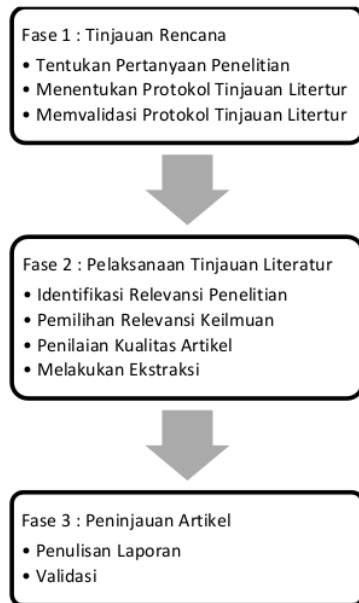 Fase 1 : Tinjauan Rencana
• Tentukan Pertanyaan Penelitian
• Menentukan Protokol Tinjauan Litertur
• Memvalidasi Protokol Tinjauan Litertur
Fase 2 : Pelaksanaan Tinjauan Literatur
• Identifikasi Relevansi Penelitian
• Pemilihan Relevansi Keilmuan
• Penilaian Kualitas Artikel
• Melakukan Ekstraksi
Fase 3 : Peninjauan Artikel
• Penulisan Laporan
• Validasi